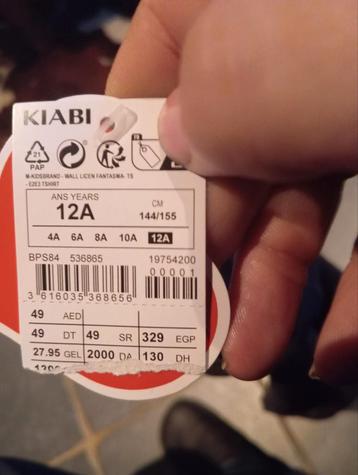 KIABI
21
PAP
M-KIDSBRAND - WALL LICEN FANTASMA- TS
- E2E3 TSHIRT
ANS YEARS CM
12A 144/155
4A 6A 8A 10A 12A
BPS84 536865 19754200
00001
3 616035 368656
49 AED
49 DT 49 SR 329 EGP
27.95 GEL 2000 DA 130 DH